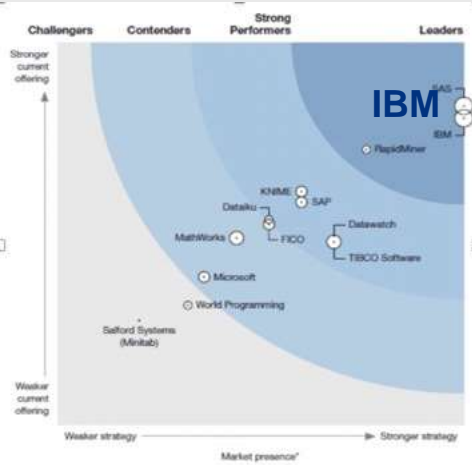 Challengers
Contenders
Strong
Performers
Leaders
Stronger
current
offering
SAS
IBM
IBM
RapidMiner
KNIME
SAP
Dataiku
Datawatch
MathWorks
FICO
TIBCO Software
Microsoft
World Programming
Salford Systems
(Minitab)
Weaker
current
offering
Weaker strategy
Stronger strategy
Market presence*